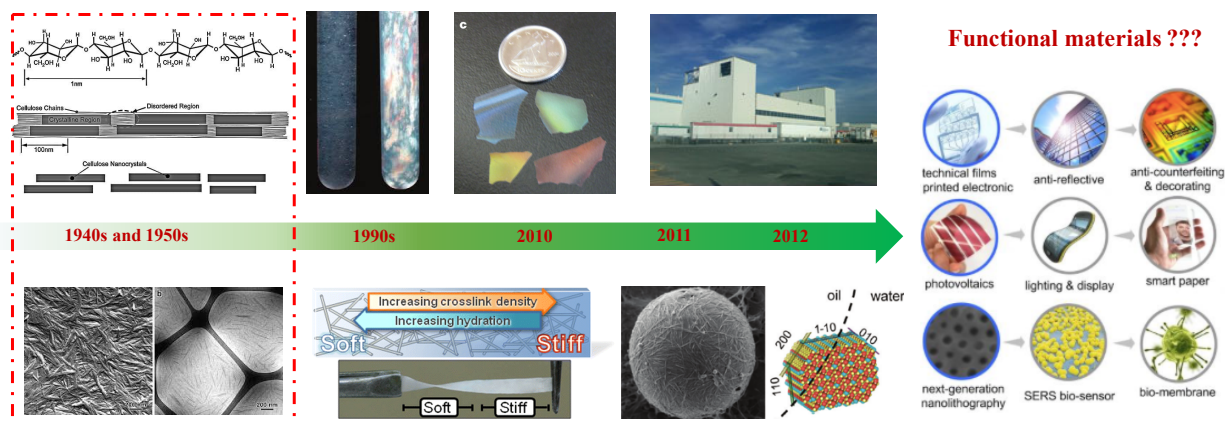 Functional materials ???
1nm
Cellulose Chains
Disordered Region
Crystalline Region
100nm
Cellulose Nanocrystals
c
1940s and 1950s
1990s
2010
2011
2012
b
200 nm
Increasing crosslink density
Increasing hydration
Soft
Stiff
Soft
Stiff
oil
water
200
1-10
010
110
technical films
printed electronic
anti-reflective
anti-counterfeiting
& decorating
photovoltaics
lighting & display
smart paper
next-generation
nanolithography
SERS bio-sensor
bio-membrane